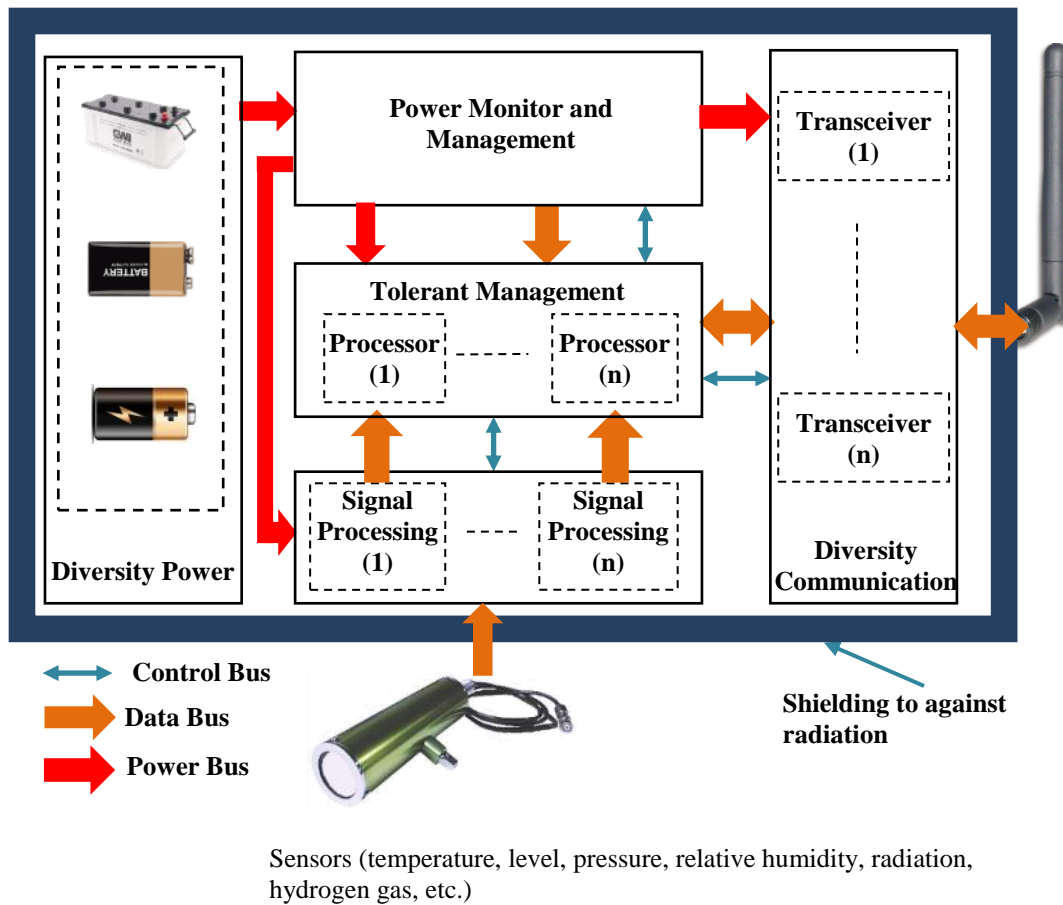 Power Monitor and
Management
Transceiver
(1)
GWI
BATTERY
Tolerant Management
Processor
(1)
Processor
(n)
Transceiver
(n)
Signal
Processing
(1)
Signal
Processing
(n)
Diversity Power
Diversity
Communication
Control Bus
Data Bus
Power Bus
Shielding to against
radiation
Sensors (temperature, level, pressure, relative humidity, radiation,
hydrogen gas, etc.)